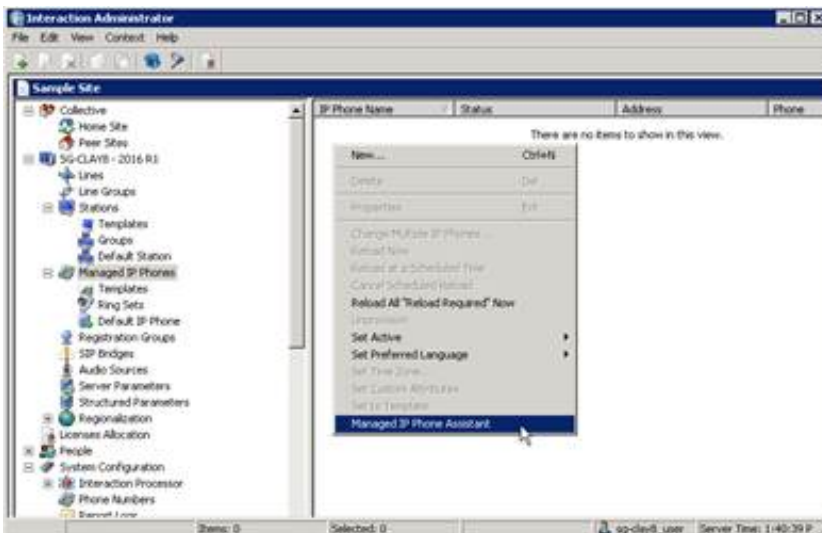 Interaction Administrator
File Edit View Context Help
Sample Site
Collective
Home Site
Peer Sites
SG-CLAY8 - 2016 R1
Lines
Line Groups
Stations
Templates
Groups
Default Station
Managed IP Phones
Templates
Ring Sets
Default IP Phone
Registration Groups
SIP Bridges
Audio Sources
Server Parameters
Structured Parameters
Regionalization
Licenses Allocation
People
System Configuration
Interaction Processor
Phone Numbers
Report Logs
IP Phone Name / Status Address Phone
There are no items to show in this view.
New... Ctrl+N
Delete Del
Properties
Change Multiple IP Phones ...
Reload Now
Reload at a Scheduled Time
Cancel Scheduled Reload
Reload All "Reload Required" Now
Unprovision
Set Active
Set Preferred Language
Set Time Zone...
Set Custom Attributes
Set to Template
Managed IP Phone Assistant
Items: 0 Selected: 0 sg-clay8_user Server Time: 1:40:39 P